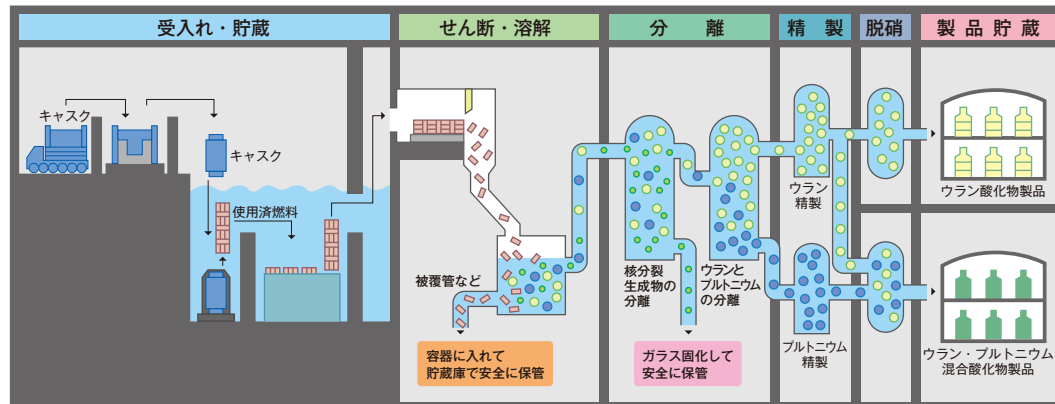 受入れ・貯蔵
せん断・溶解
分離
精製
脱硝
製品貯蔵
キャスク
キャスク
使用済燃料
被覆管など
容器に入れて
貯蔵庫で安全に保管
核分裂
生成物の
分離
ガラス固化して
安全に保管
ウランと
プルトニウム
の分離
ウラン
精製
プルトニウム
精製
ウラン酸化物製品
ウラン・プルトニウム
混合酸化物製品